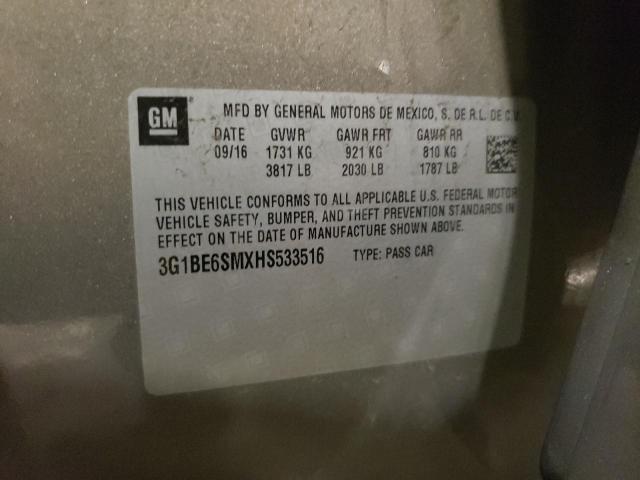 GM
MFD BY GENERAL MOTORS DE MEXICO, S. DE R.L. DE C.V.
DATE GVWR GAWR FRT GAWR RR
09/16 1731 KG 921 KG 810 KG
3817 LB 2030 LB 1787 LB
THIS VEHICLE CONFORMS TO ALL APPLICABLE U.S. FEDERAL MOTOR
VEHICLE SAFETY, BUMPER, AND THEFT PREVENTION STANDARDS IN
EFFECT ON THE DATE OF MANUFACTURE SHOWN ABOVE.
3G1BE6SMXHS533516 TYPE: PASS CAR